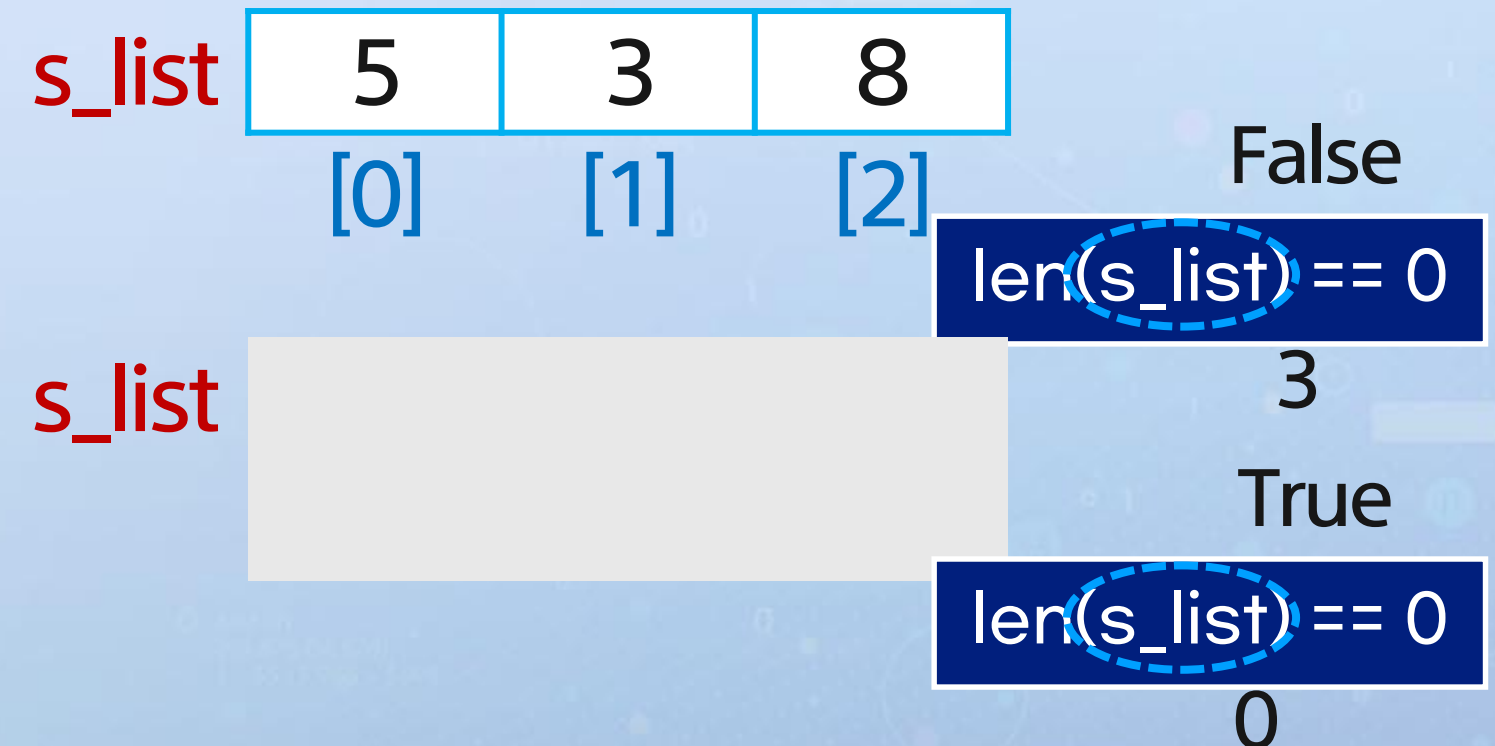 s_list 5 3 8
[0] [1] [2]
False
len(s_list) == 0
3
s_list
True
len(s_list) == 0
0